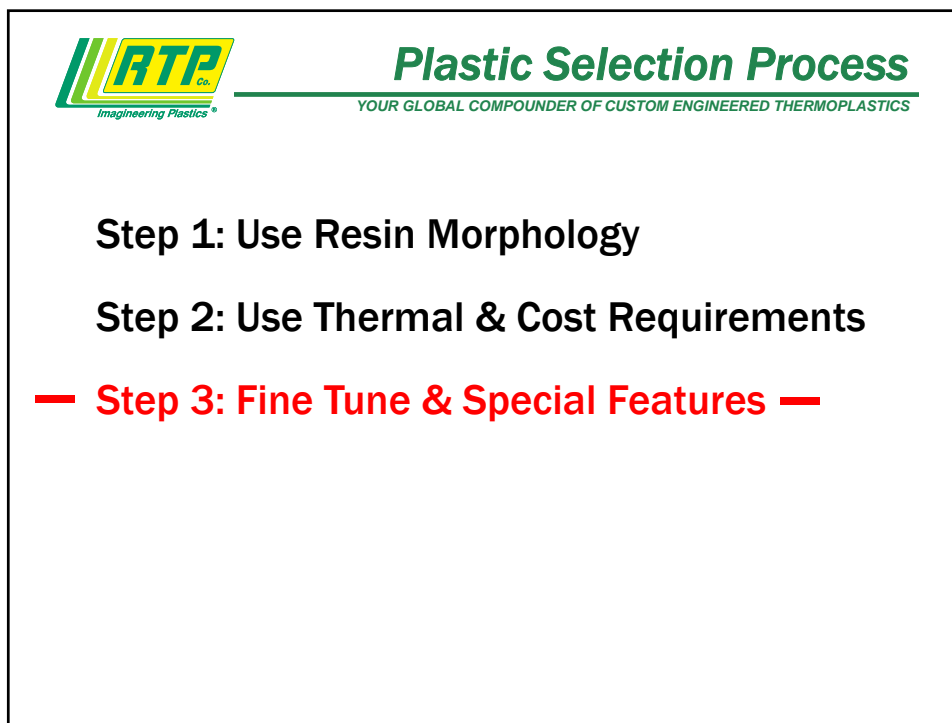 RTP
Co.
Imagineering Plastics ®
Plastic Selection Process
YOUR GLOBAL COMPOUNDER OF CUSTOM ENGINEERED THERMOPLASTICS
Step 1: Use Resin Morphology
Step 2: Use Thermal & Cost Requirements
Step 3: Fine Tune & Special Features